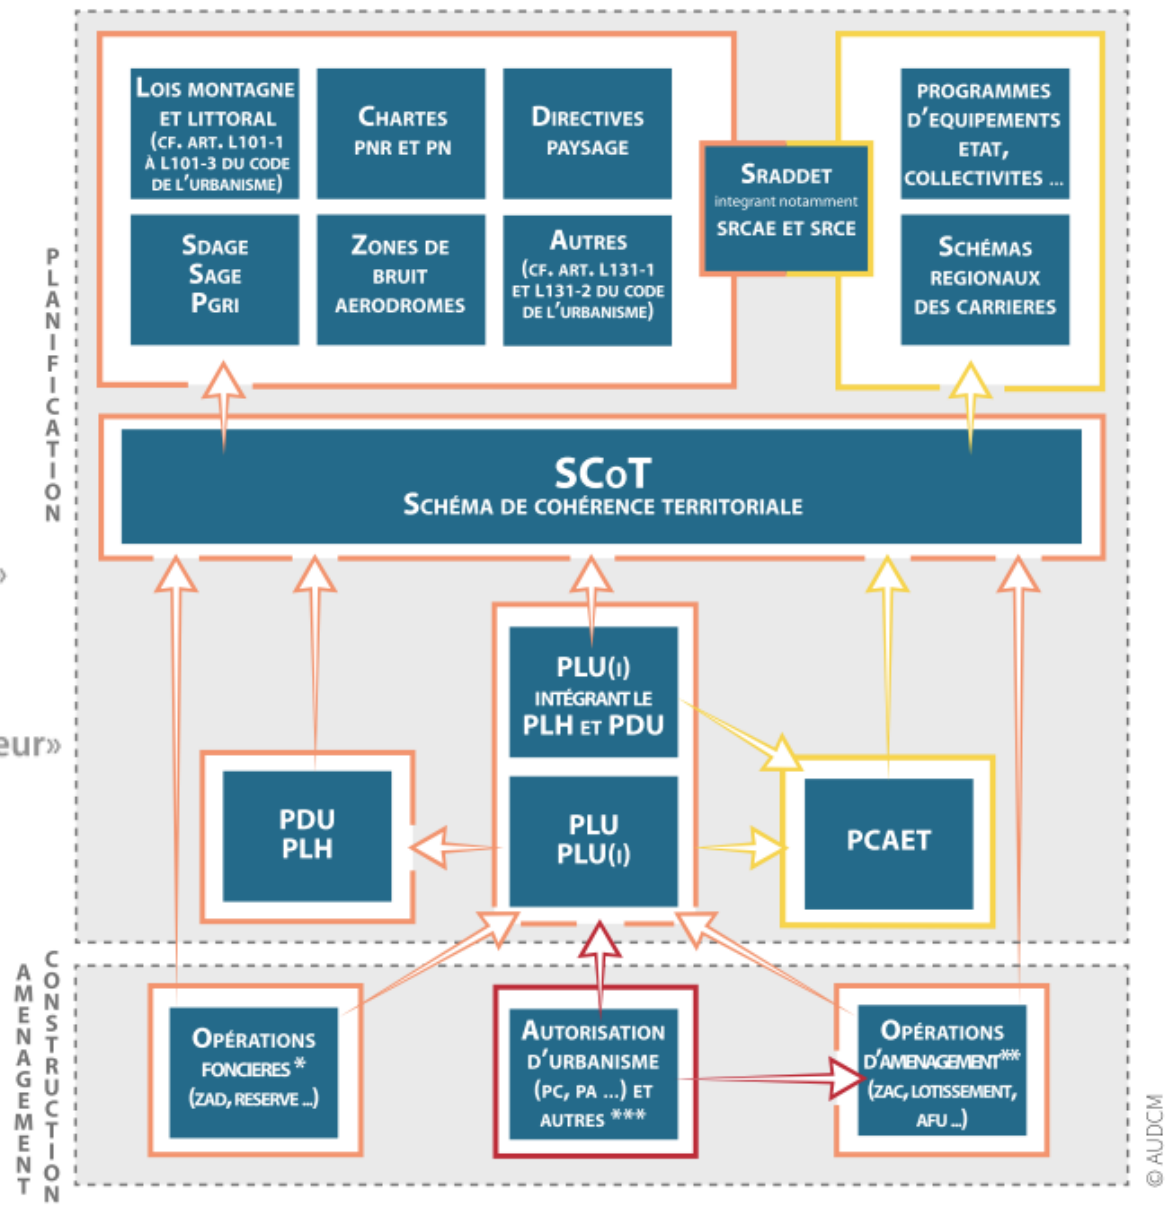 LOIS MONTAGNE
ET LITTORAL
(CF. ART. L101-1
À L101-3 DU CODE
DE L'URBANISME)
CHARTES
PNR ET PN
DIRECTIVES
PAYSAGE
SRADDET
integrant notamment
SRCAE ET SRCE
PROGRAMMES
D'EQUIPEMENTS
ETAT,
COLLECTIVITES ...
SDAGE
SAGE
PGRI
ZONES DE
BRUIT
AERODROMES
AUTRES
(CF. ART. L131-1
ET L131-2 DU CODE
DE L'URBANISME)
SCHÉMAS
REGIONAUX
DES CARRIERES
PLANIFICATION
SCOT
SCHÉMA DE COHÉRENCE TERRITORIALE
»
PLU(I)
INTÉGRANT LE
PLH ET PDU
eur»
PDU
PLH
PLU
PLU(I)
PCAET
AMENAGEMENT
CONSTRUCTION
OPÉRATIONS
FONCIERES *
(ZAD, RESERVE ...)
AUTORISATION
D'URBANISME
(PC, PA ...) ET
AUTRES ***
OPÉRATIONS
D'AMENAGEMENT**
(ZAC, LOTISSEMENT,
AFU ...)
© AUDCM